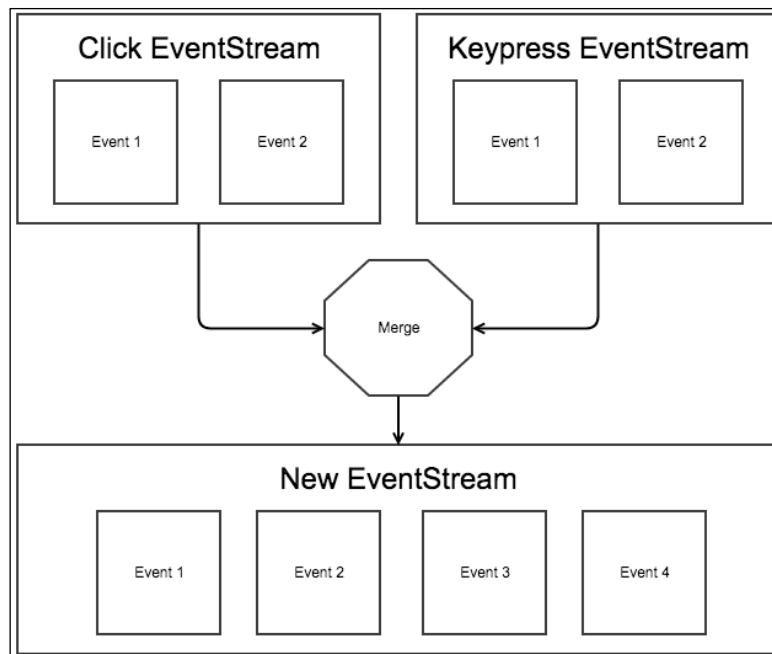 Click EventStream
Event 1
Event 2
Keypress EventStream
Event 1
Event 2
Merge
New EventStream
Event 1
Event 2
Event 3
Event 4